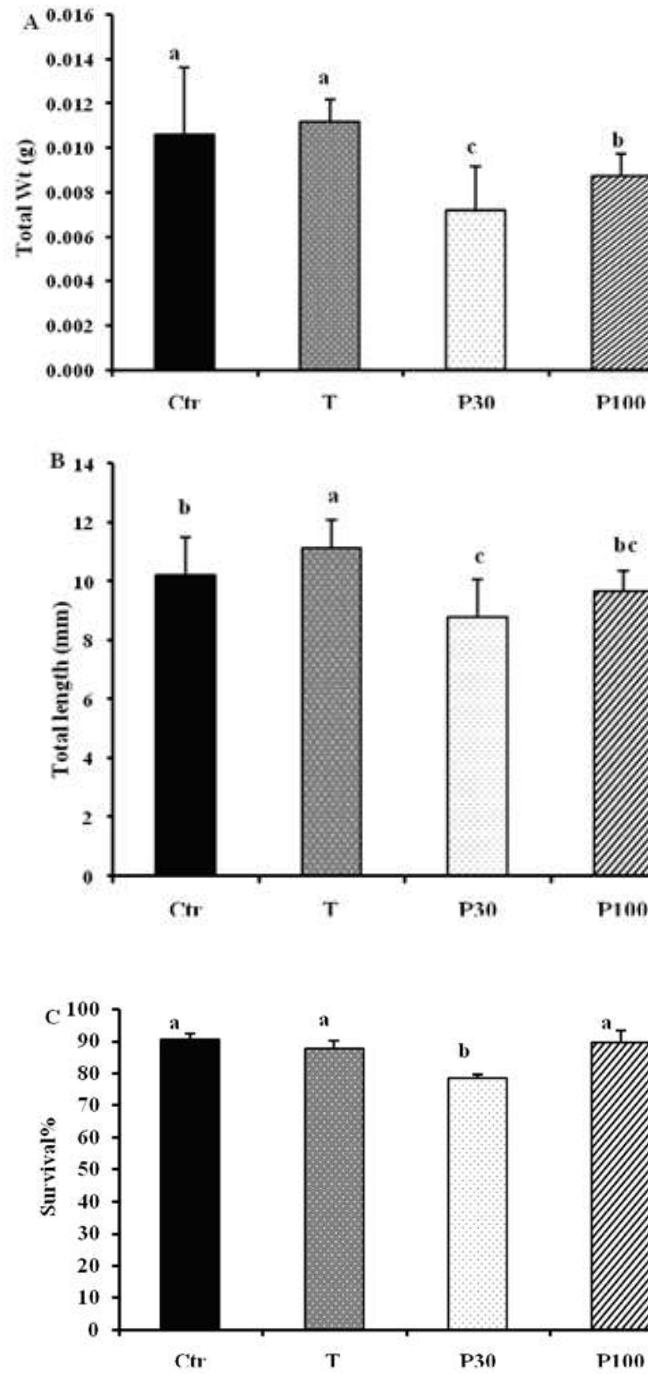 A
Total Wt (g)
0.016
0.014
0.012
0.010
0.008
0.006
0.004
0.002
0.000
a
a
c
b
Ctr T P30 P100
B
Total length (mm)
14
12
10
8
6
4
2
0
b
a
c
bc
Ctr T P30 P100
C
Survival%
100
90
80
70
60
50
40
30
20
10
0
a
a
b
a
Ctr T P30 P100